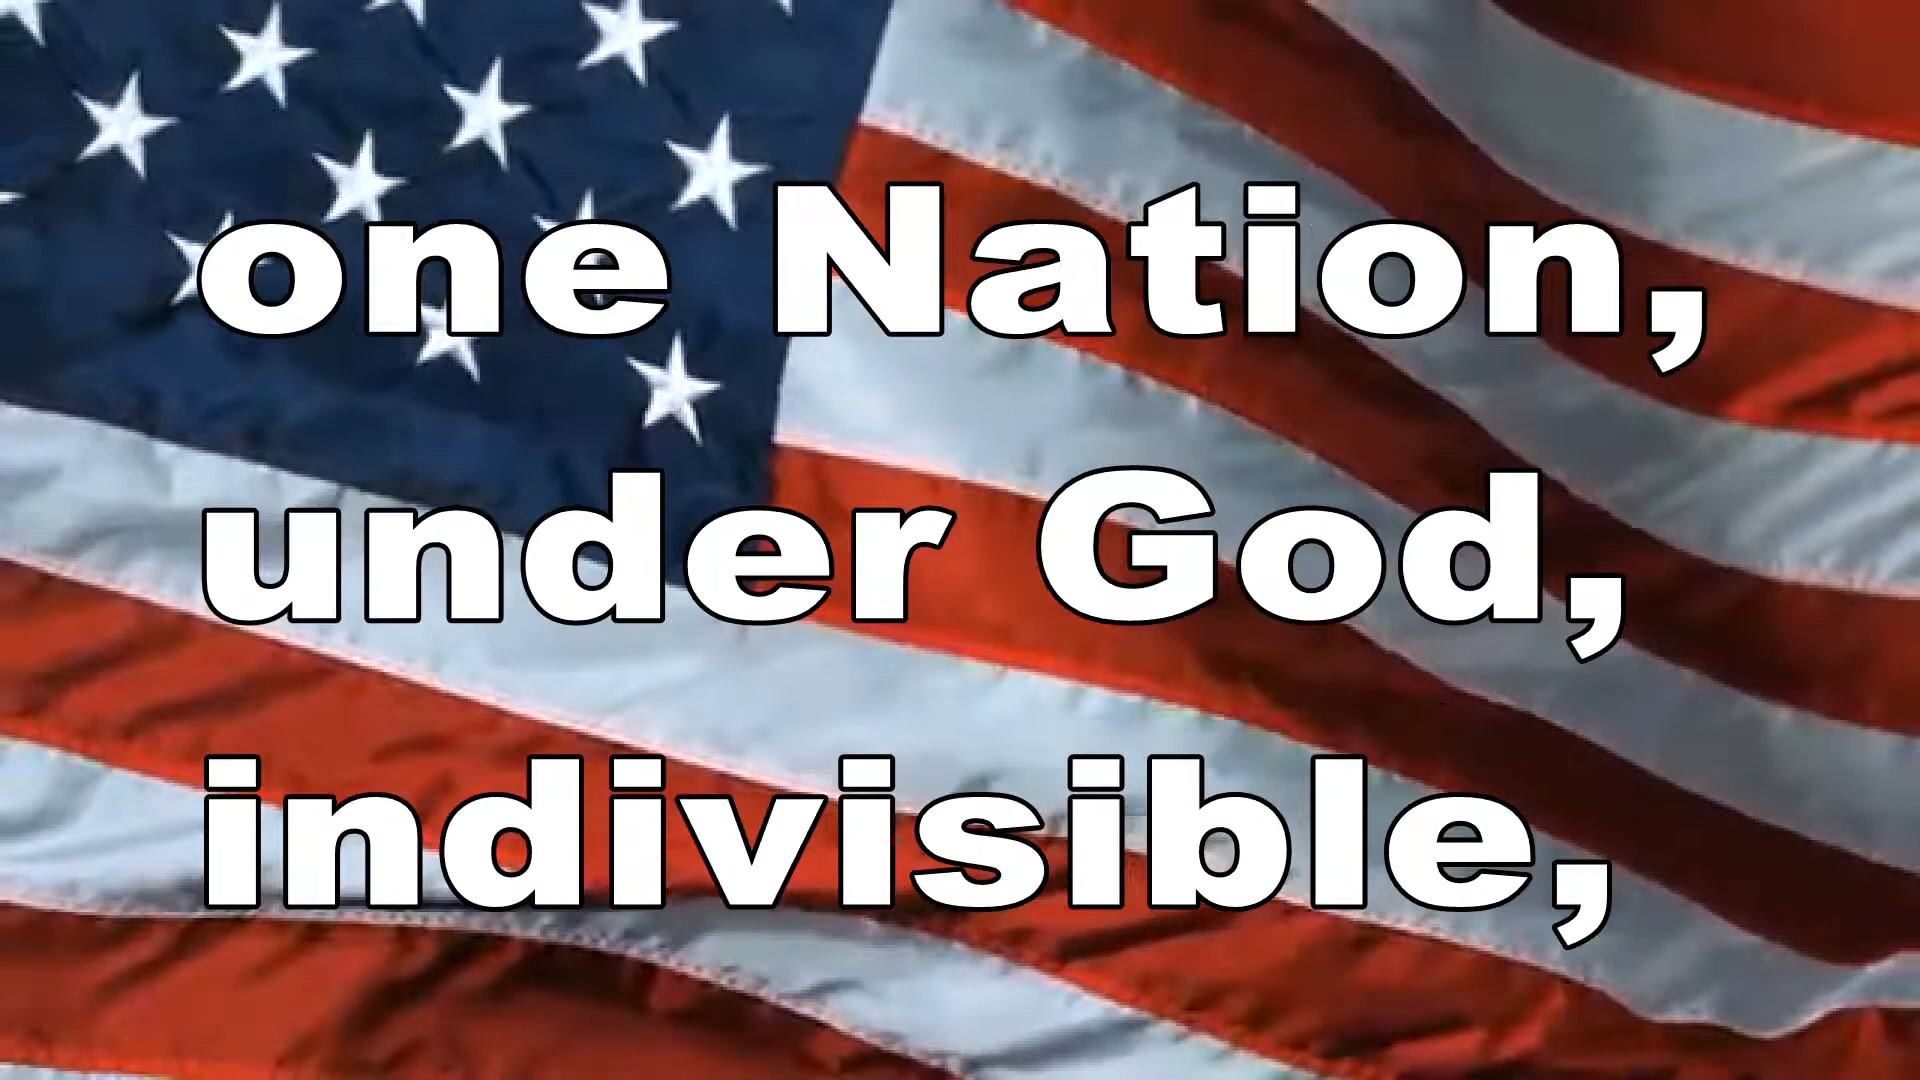 one Nation,
under God,
indivisible,